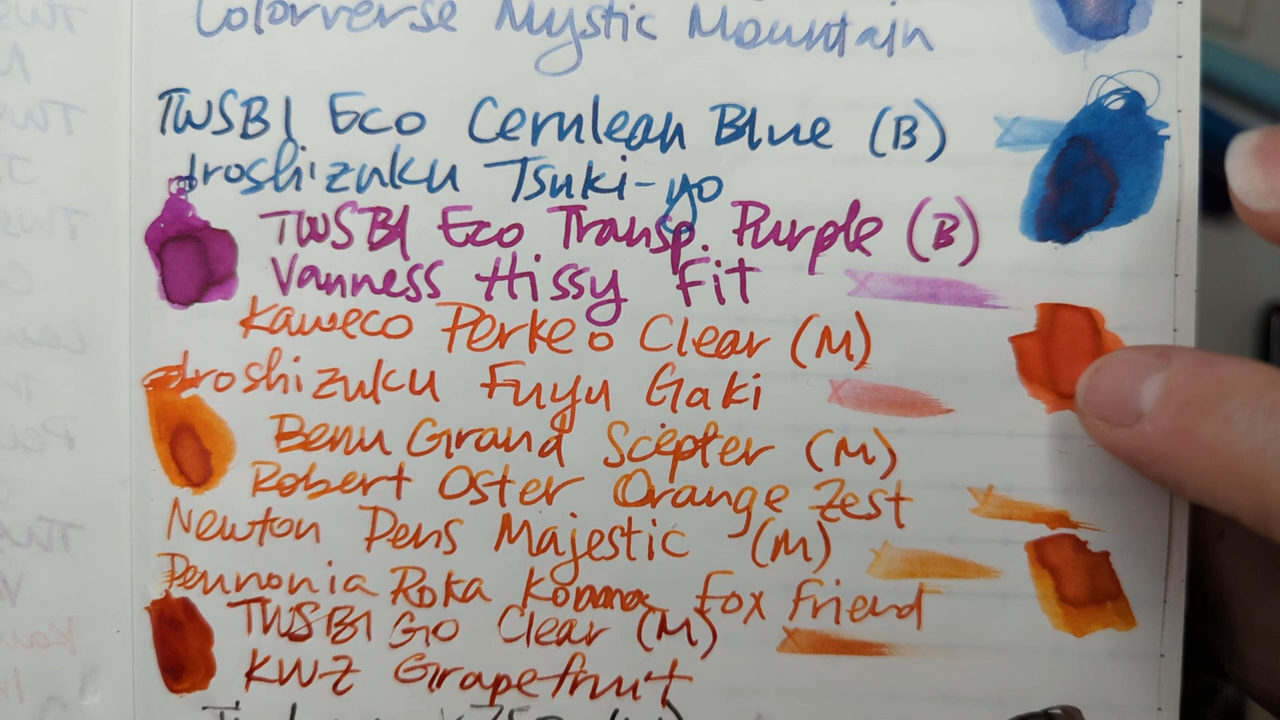 Colorverse Mystic Mountain
TWSBI Eco Cerulean Blue (B)
Iroshizuku Tsuki-yo
TWSBI Eco Transp. Purple (B)
Vanness Hissy Fit
Kaweco Perkeo Clear (M)
Iroshizuku Fuyu Gaki
Benu Grand Scepter (M)
Robert Oster Orange Zest
Newton Pens Majestic (M)
Pennonia Roka Fox Friend
TWSBI GO Clear (M)
KWZ Grapefruit